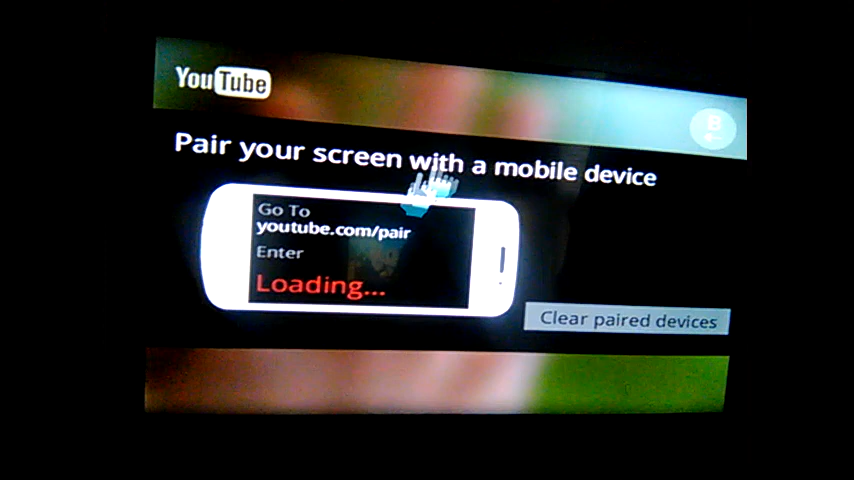 YouTube
B
Pair your screen with a mobile device
Go To
youtube.com/pair
Enter
Loading...
Clear paired devices